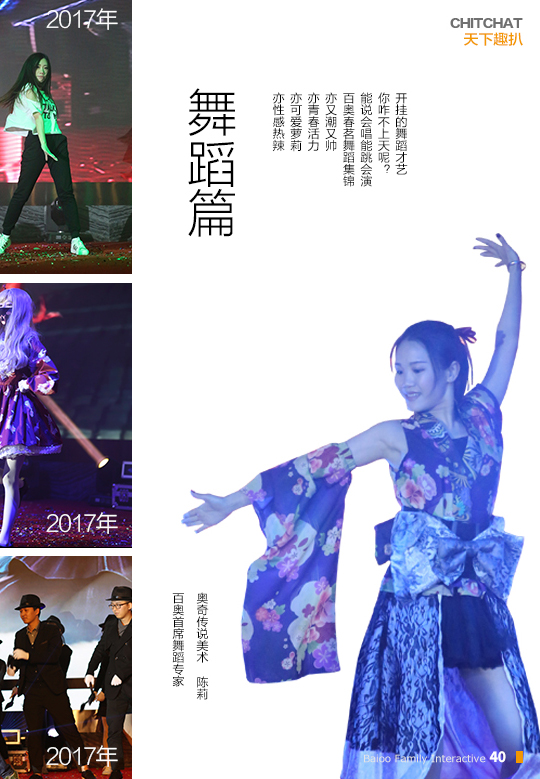 2017年
CHITCHAT
天下趣扒
舞蹈篇
开挂的舞蹈才艺
你咋不上天呢？
能说会唱能跳会演
百奥春茗舞蹈集锦
亦又潮又帅
亦青春活力
亦可爱萝莉
亦性感热辣
2017年
奥奇传说美术 陈莉
百奥首席舞蹈专家
2017年
Baioo Family Interactive 40